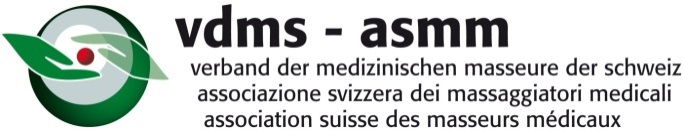 vdms - asmm
verband der medizinischen masseure der schweiz
associazione svizzera dei massaggiatori medicali
association suisse des masseurs médicaux